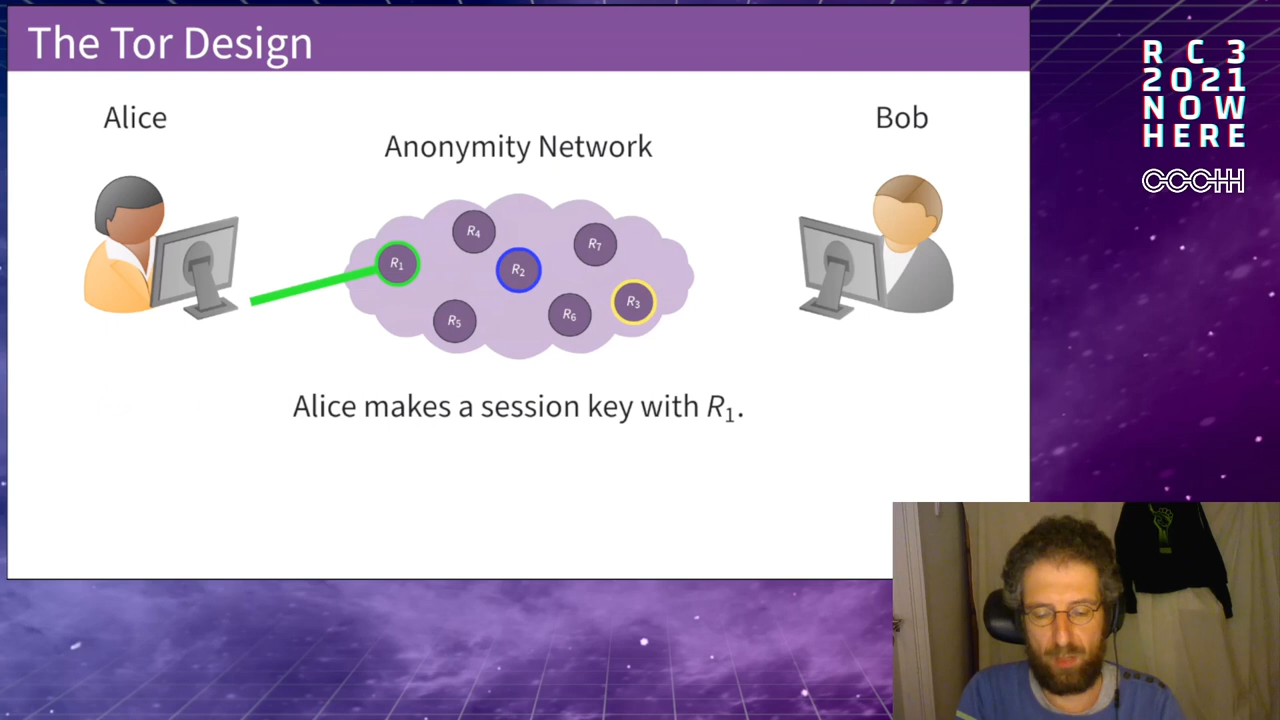 The Tor Design
Alice
Bob
Anonymity Network
R4
R7
R1
R2
R3
R6
R5
Alice makes a session key with R1.
R C 3
2021
N O W
HERE
CCCHH